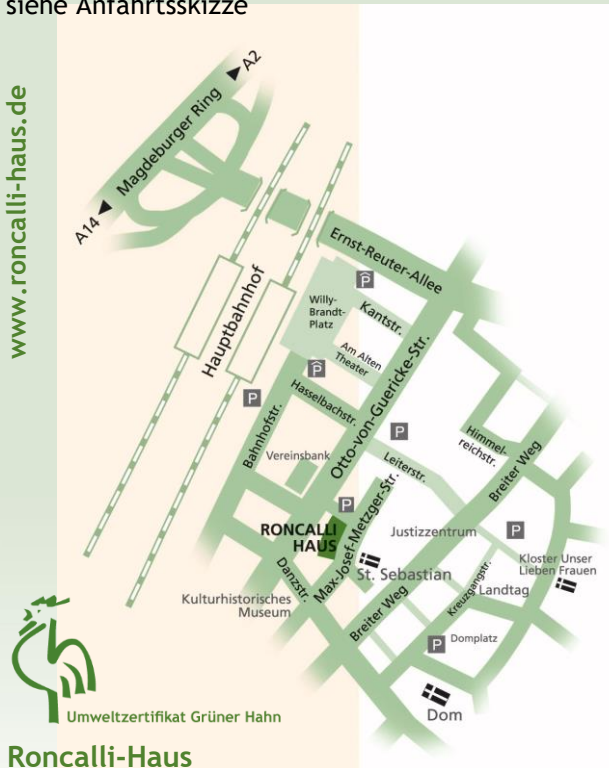 siehe Anfahrtsskizze
www.roncalli-haus.de
A2
Magdeburger Ring
A14
Ernst-Reuter-Allee
Hauptbahnhof
P
Willy-
Brandt-
Platz
Kantstr.
Am Alten
Theater
P
Hasselbachstr.
Otto-von-Guericke-Str.
P
Bahnhofstr.
P
Himmel-
reichstr.
Vereinsbank
Leiterstr.
Breiter Weg
P
RONCALLI
HAUS
Max-Josef-Metzger-Str.
Justizzentrum
P
Danzstr.
St. Sebastian
Kloster Unser
Lieben Frauen
Kreuzgangstr.
Landtag
Kulturhistorisches
Museum
Breiter Weg
P
Domplatz
Dom
Umweltzertifikat Grüner Hahn
Roncalli-Haus